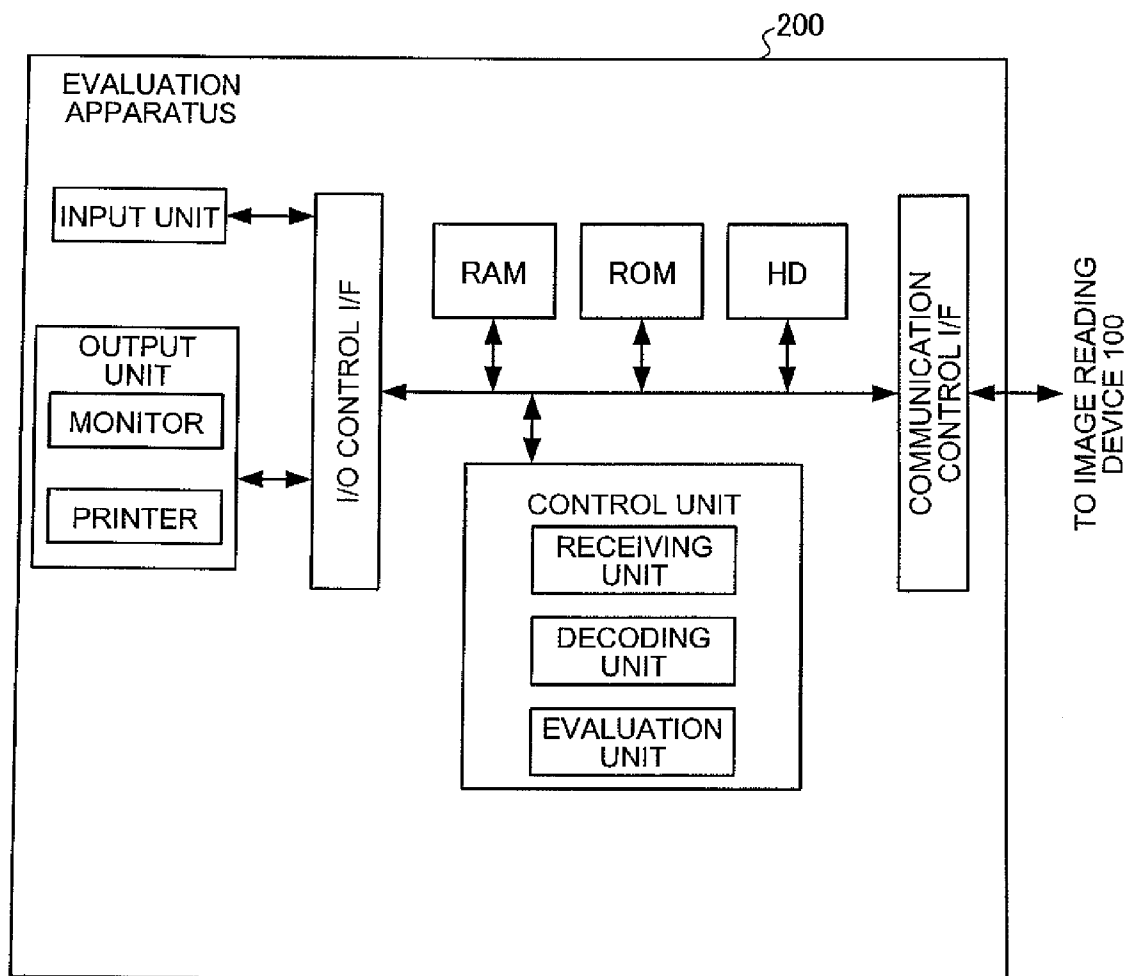 200
EVALUATION
APPARATUS
INPUT UNIT
OUTPUT
UNIT
MONITOR
PRINTER
I/O CONTROL I/F
RAM
ROM
HD
CONTROL UNIT
RECEIVING
UNIT
DECODING
UNIT
EVALUATION
UNIT
COMMUNICATION
CONTROL I/F
TO IMAGE READING
DEVICE 100